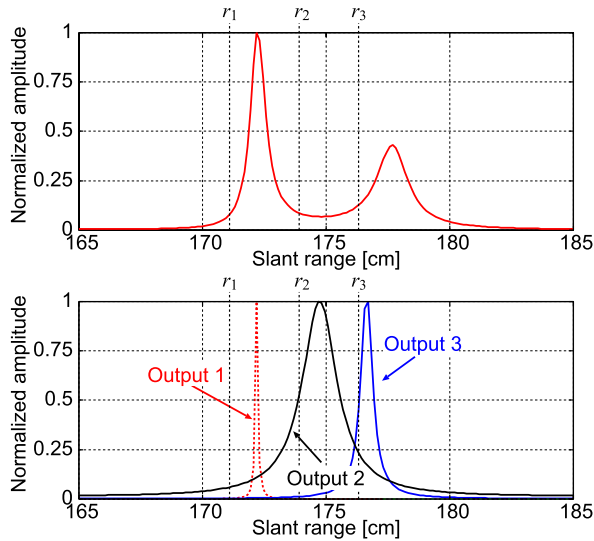 r1 r2 r3
Normalized amplitude
1
0.75
0.5
0.25
0
165 170 175 180 185
Slant range [cm]
r1 r2 r3
Normalized amplitude
1
0.75
0.5
0.25
0
Output 1
Output 2
Output 3
165 170 175 180 185
Slant range [cm]